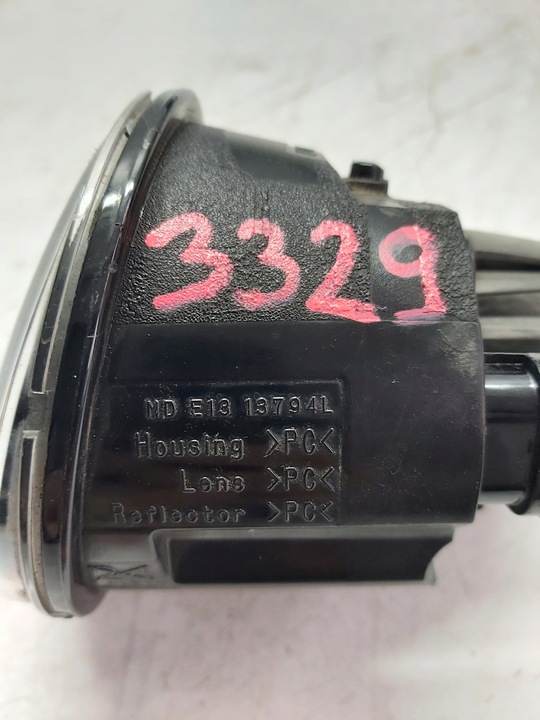 3329
MD E13 13794L
Housing >PC<
Lens >PC<
Reflector >PC<